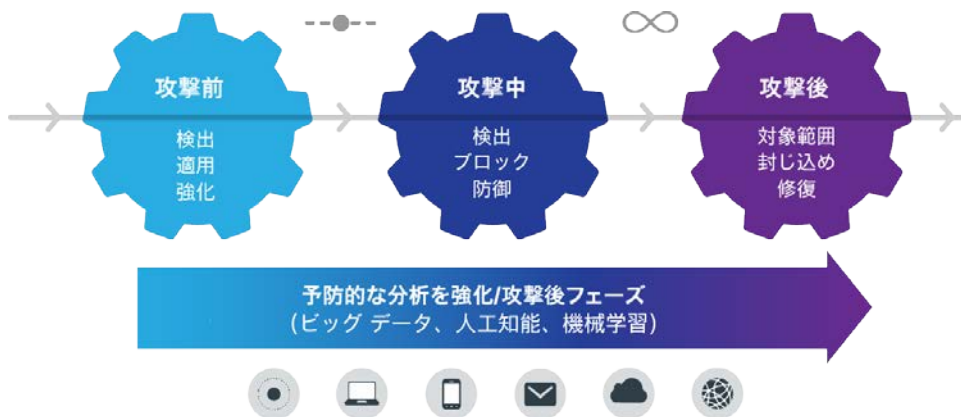 攻撃前
検出
適用
強化
攻撃中
検出
ブロック
防御
攻撃後
対象範囲
封じ込め
修復
予防的な分析を強化/攻撃後フェーズ
(ビッグ データ、人工知能、機械学習)